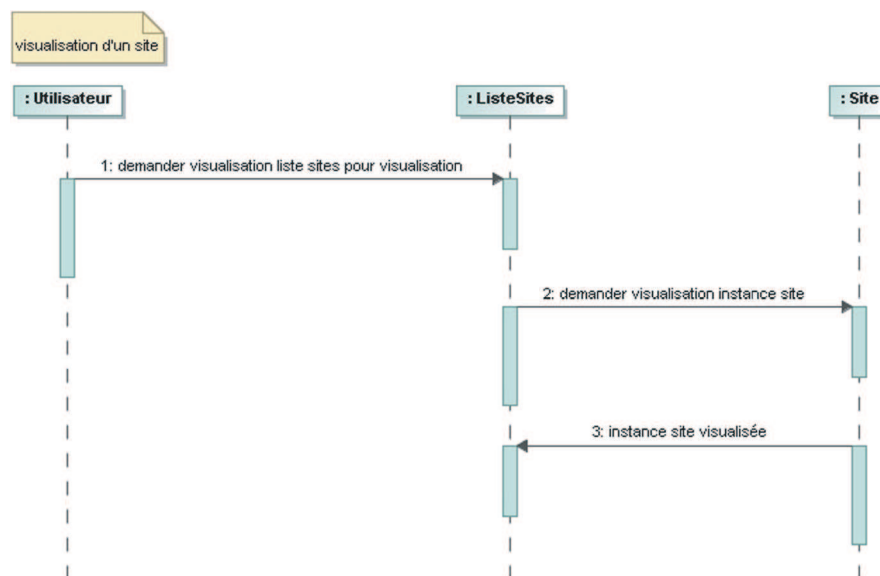 visualisation d'un site
: Utilisateur
: ListeSites
: Site
1: demander visualisation liste sites pour visualisation
2: demander visualisation instance site
3: instance site visualisée